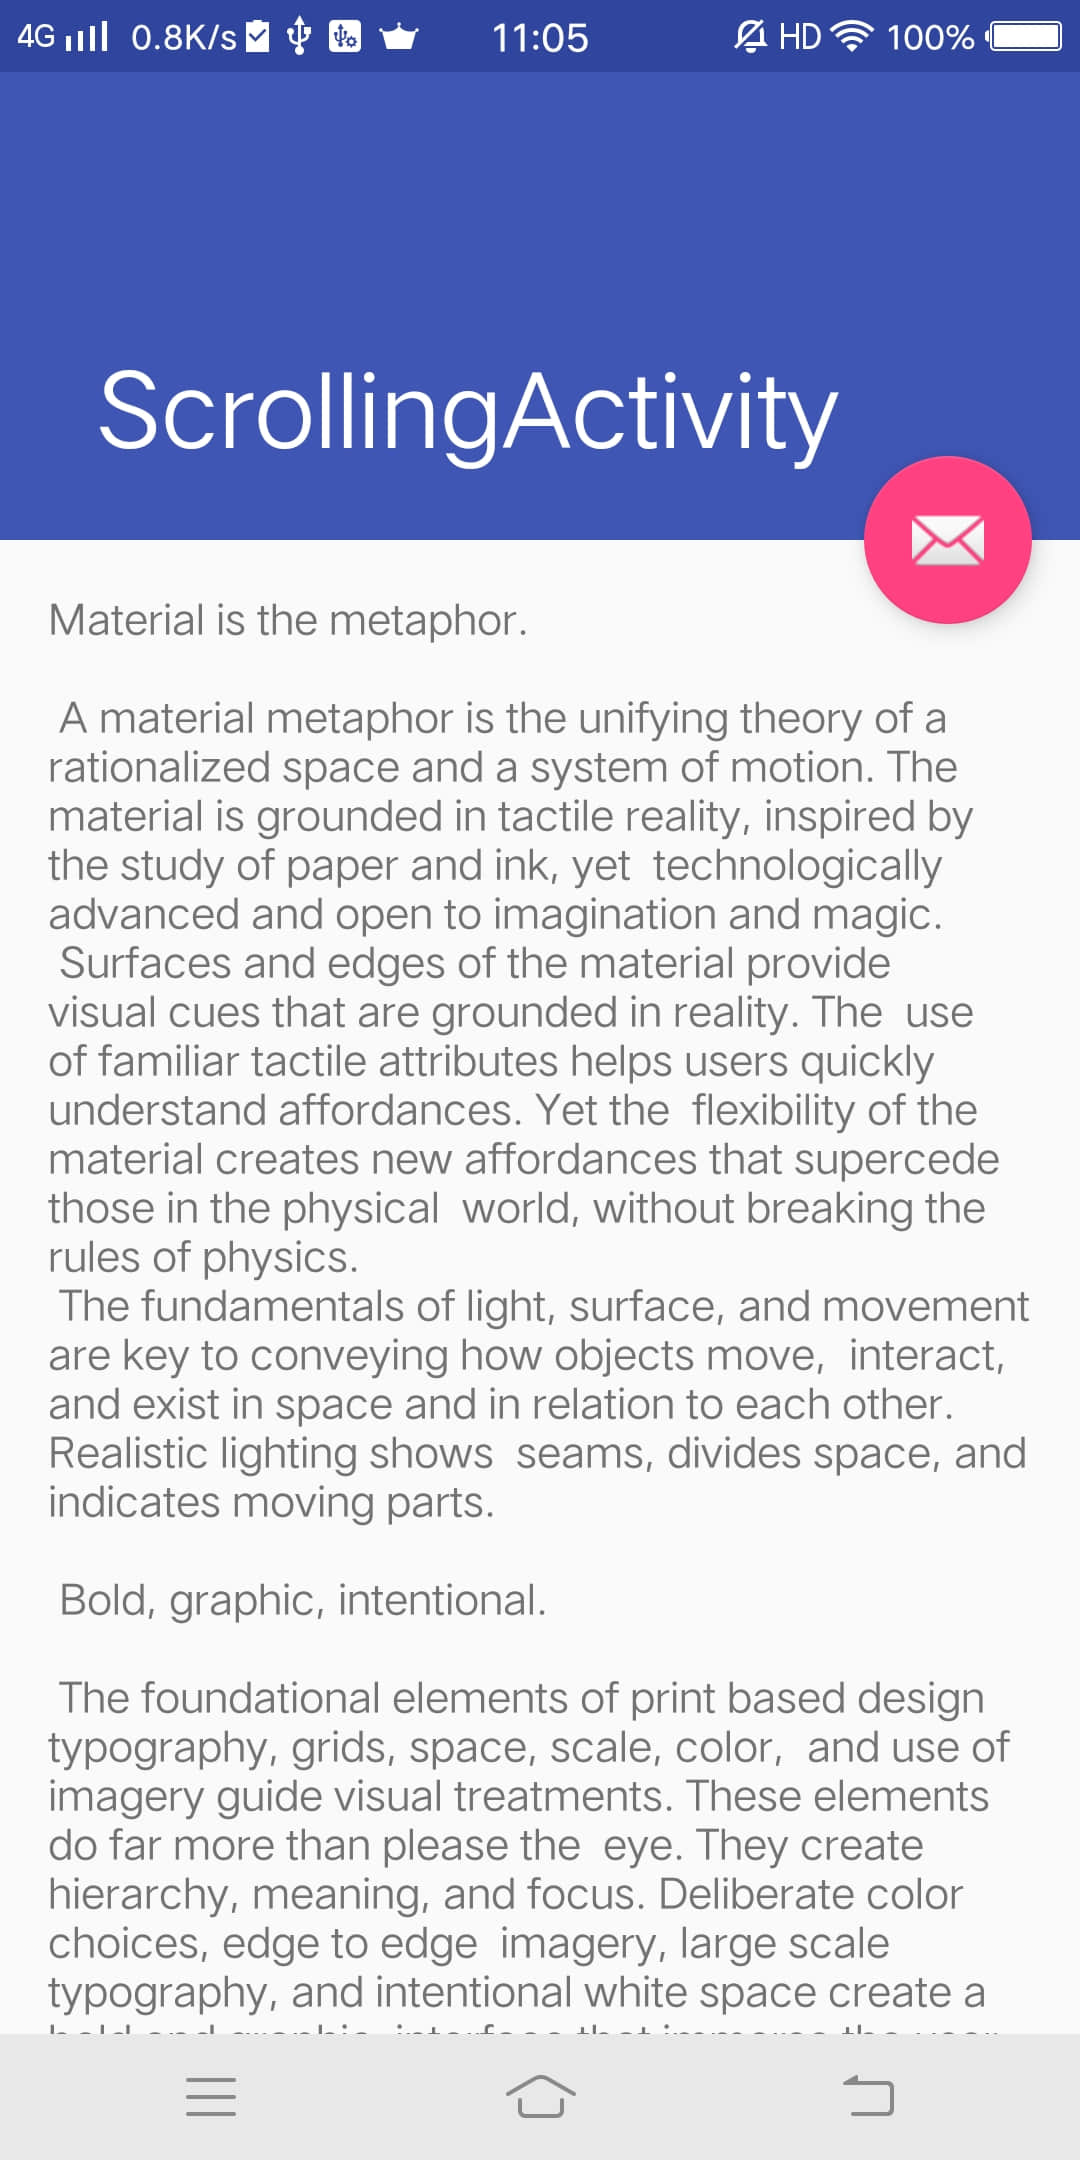 4G 0.8K/s 11:05 HD 100%
ScrollingActivity
Material is the metaphor.
A material metaphor is the unifying theory of a
rationalized space and a system of motion. The
material is grounded in tactile reality, inspired by
the study of paper and ink, yet  technologically
advanced and open to imagination and magic.
Surfaces and edges of the material provide
visual cues that are grounded in reality. The  use
of familiar tactile attributes helps users quickly
understand affordances. Yet the  flexibility of the
material creates new affordances that supercede
those in the physical  world, without breaking the
rules of physics.
The fundamentals of light, surface, and movement
are key to conveying how objects move,  interact,
and exist in space and in relation to each other.
Realistic lighting shows  seams, divides space, and
indicates moving parts.
Bold, graphic, intentional.
The foundational elements of print based design
typography, grids, space, scale, color,  and use of
imagery guide visual treatments. These elements
do far more than please the  eye. They create
hierarchy, meaning, and focus. Deliberate color
choices, edge to edge  imagery, large scale
typography, and intentional white space create a